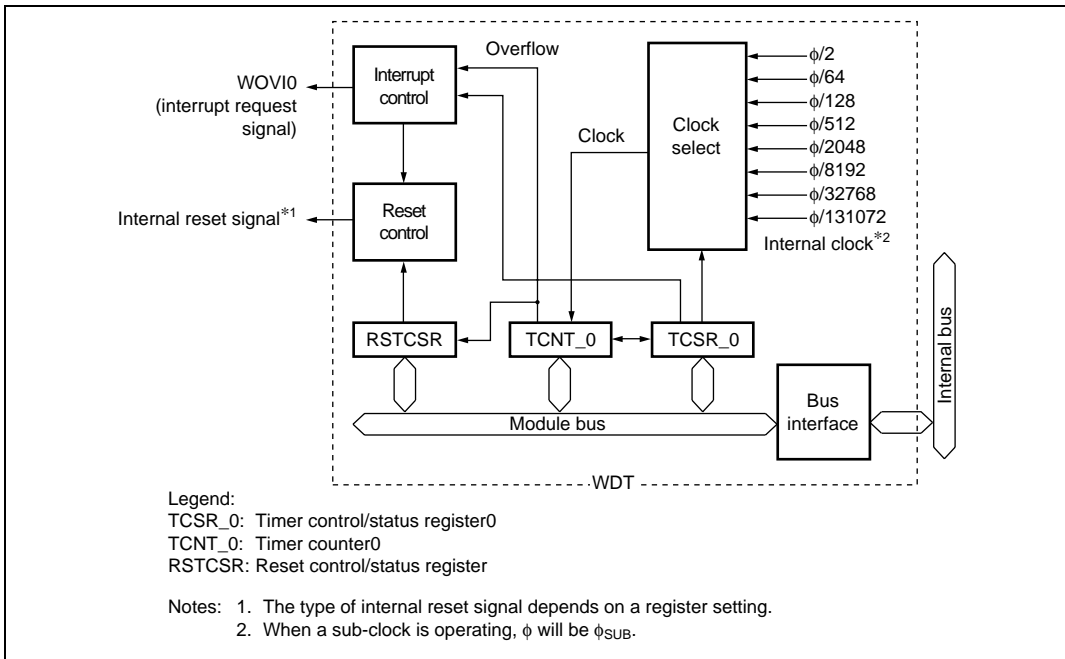 Overflow
WOVI0
(interrupt request
signal)
Interrupt
control
Internal reset signal*1
Reset
control
Clock
Clock
select
ϕ/2
ϕ/64
ϕ/128
ϕ/512
ϕ/2048
ϕ/8192
ϕ/32768
ϕ/131072
Internal clock*2
RSTCSR
TCNT_0
TCSR_0
Module bus
Bus
interface
Internal bus
WDT
Legend:
TCSR_0: Timer control/status register0
TCNT_0: Timer counter0
RSTCSR: Reset control/status register
Notes: 1. The type of internal reset signal depends on a register setting.
2. When a sub-clock is operating, ϕ will be ϕSUB.